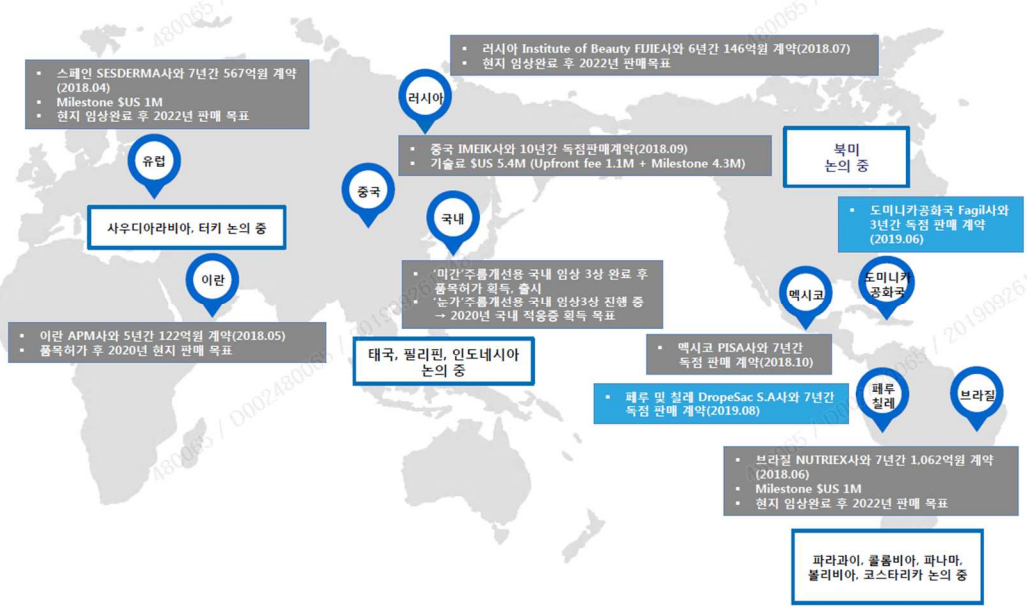 ▪ 러시아 Institute of Beauty FIJIE사와 6년간 146억원 계약(2018.07)
▪ 현지 임상완료 후 2022년 판매목표
▪ 스페인 SESDERMA사와 7년간 567억원 계약
(2018.04)
▪ Milestone $US 1M
▪ 현지 임상완료 후 2022년 판매 목표
러시아
▪ 중국 IMEIK사와 10년간 독점판매계약(2018.09)
▪ 기술료 $US 5.4M (Upfront fee 1.1M + Milestone 4.3M)
북미
논의 중
유럽
중국
국내
사우디아라비아, 터키 논의 중
▪ 도미니카공화국 Fagil사와
3년간 독점 판매 계약
(2019.06)
이란
▪ '미간'주름개선용 국내 임상 3상 완료 후
품목허가 획득, 출시
▪ '눈가'주름개선용 국내 임상3상 진행 중
→ 2020년 국내 적응증 획득 목표
멕시코
도미니카
공화국
▪ 이란 APM사와 5년간 122억원 계약(2018.05)
▪ 품목허가 후 2020년 현지 판매 목표
태국, 필리핀, 인도네시아
논의 중
▪ 멕시코 PISA사와 7년간
독점 판매 계약(2018.10)
▪ 페루 및 칠레 DropeSac S.A사와 7년간
독점 판매 계약(2019.08)
페루
칠레
브라질
▪ 브라질 NUTRIEX사와 7년간 1,062억원 계약
(2018.06)
▪ Milestone $US 1M
▪ 현지 임상완료 후 2022년 판매 목표
파라과이, 콜롬비아, 파나마,
볼리비아, 코스타리카 논의 중